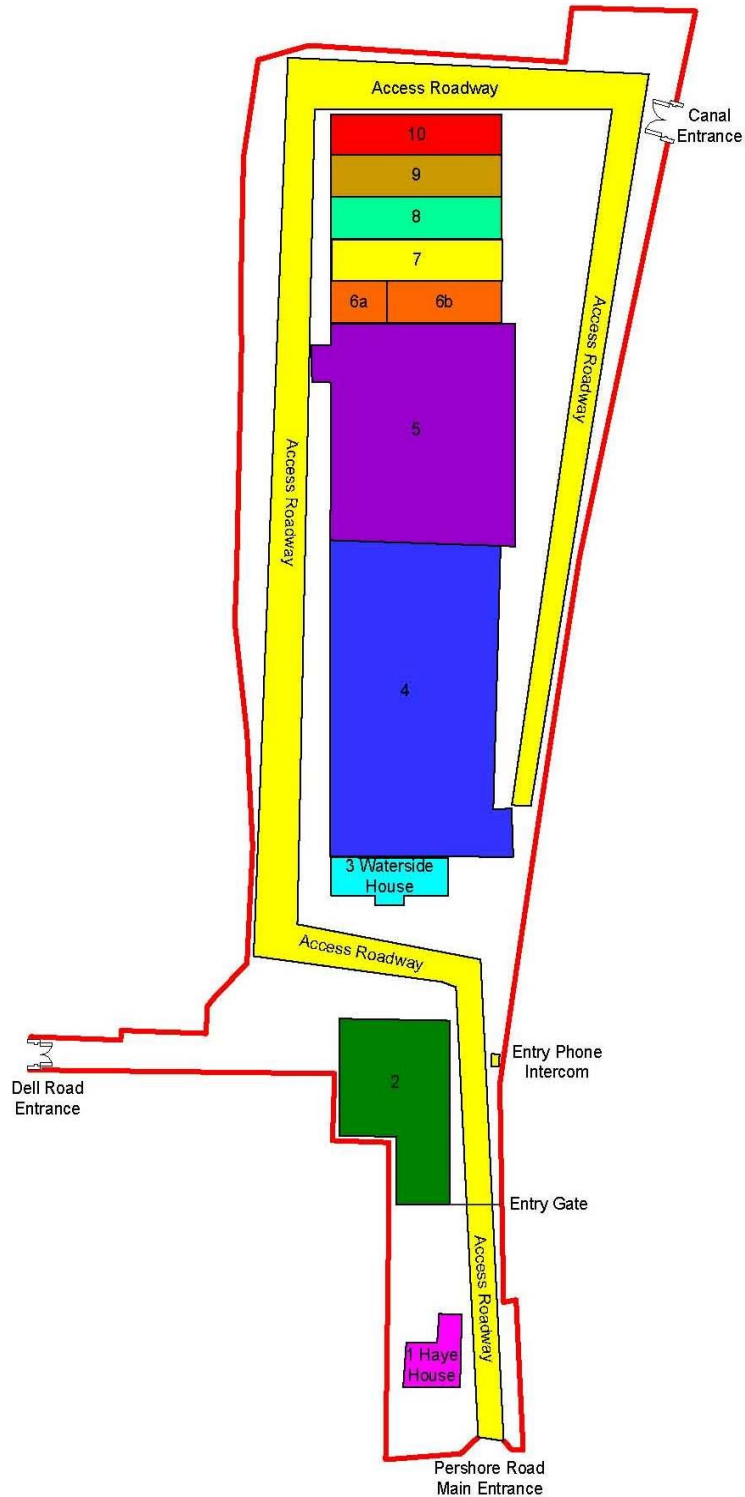 Access Roadway
Canal
Entrance
10
9
8
7
6a
6b
Access Roadway
5
Access Roadway
4
3 Waterside
House
Access Roadway
Entry Phone
Intercom
Dell Road
Entrance
2
Entry Gate
Access Roadway
1 Haye
House
Pershore Road
Main Entrance